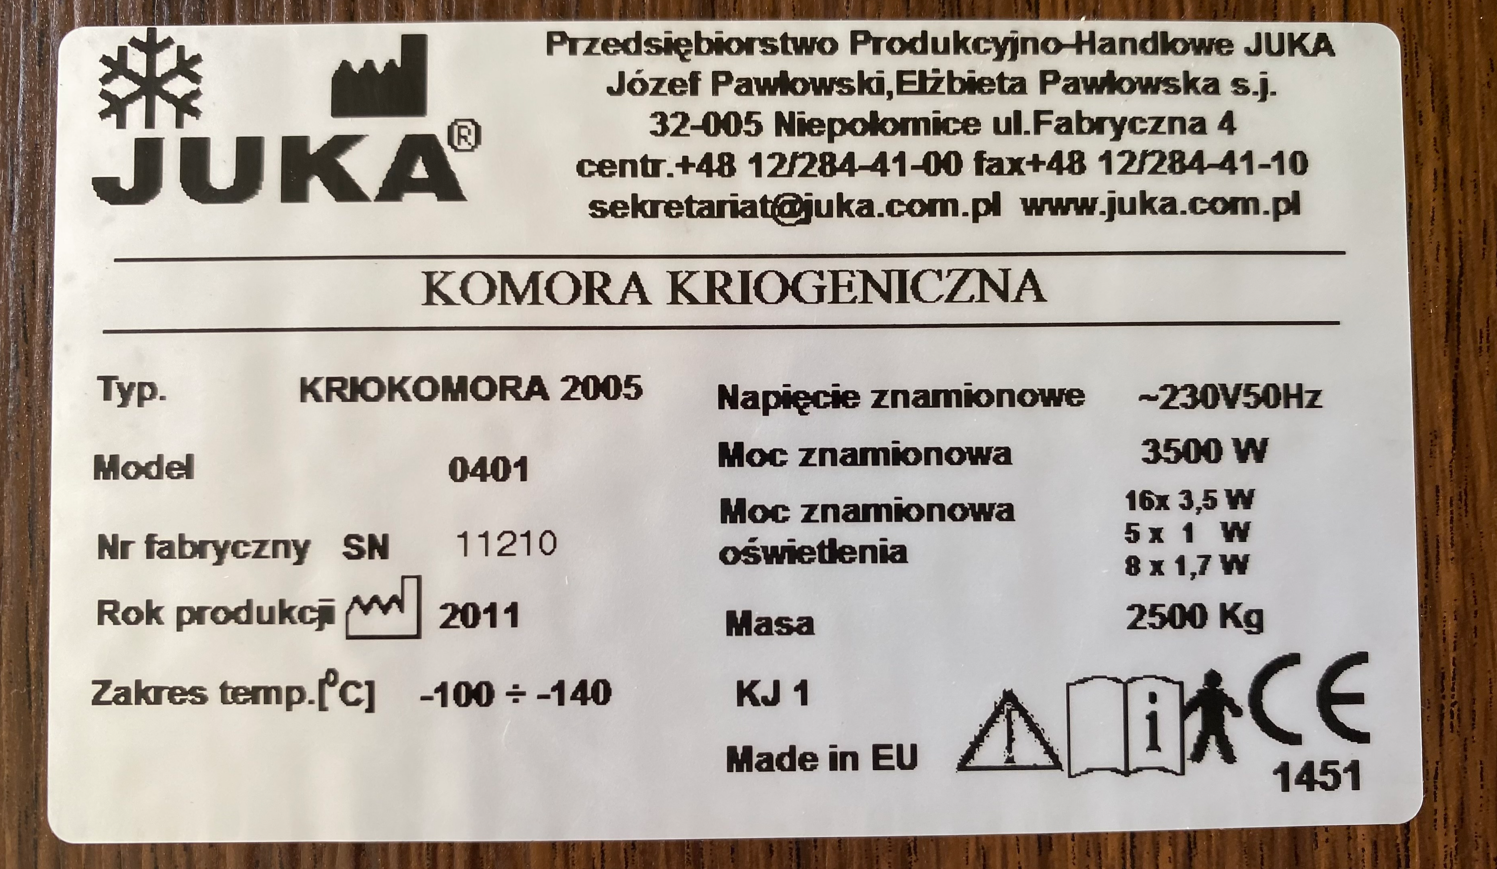 JUKA®
Przedsiębiorstwo Produkcyjno-Handlowe JUKA
Józef Pawłowski,Elżbieta Pawłowska s.j.
32-005 Niepołomice ul.Fabryczna 4
centr.+48 12/284-41-00 fax+48 12/284-41-10
sekretariat@juka.com.pl www.juka.com.pl
KOMORA KRIOGENICZNA
Typ. KRIOKOMORA 2005
Model 0401
Nr fabryczny SN 11210
Rok produkcji 2011
Zakres temp.[°C] -100 ÷ -140
Napięcie znamionowe ~230V50Hz
Moc znamionowa 3500 W
Moc znamionowa 16x 3,5 W
oświetlenia 5 x 1 W
8 x 1,7 W
Masa 2500 Kg
KJ 1
Made in EU
i
CE
1451